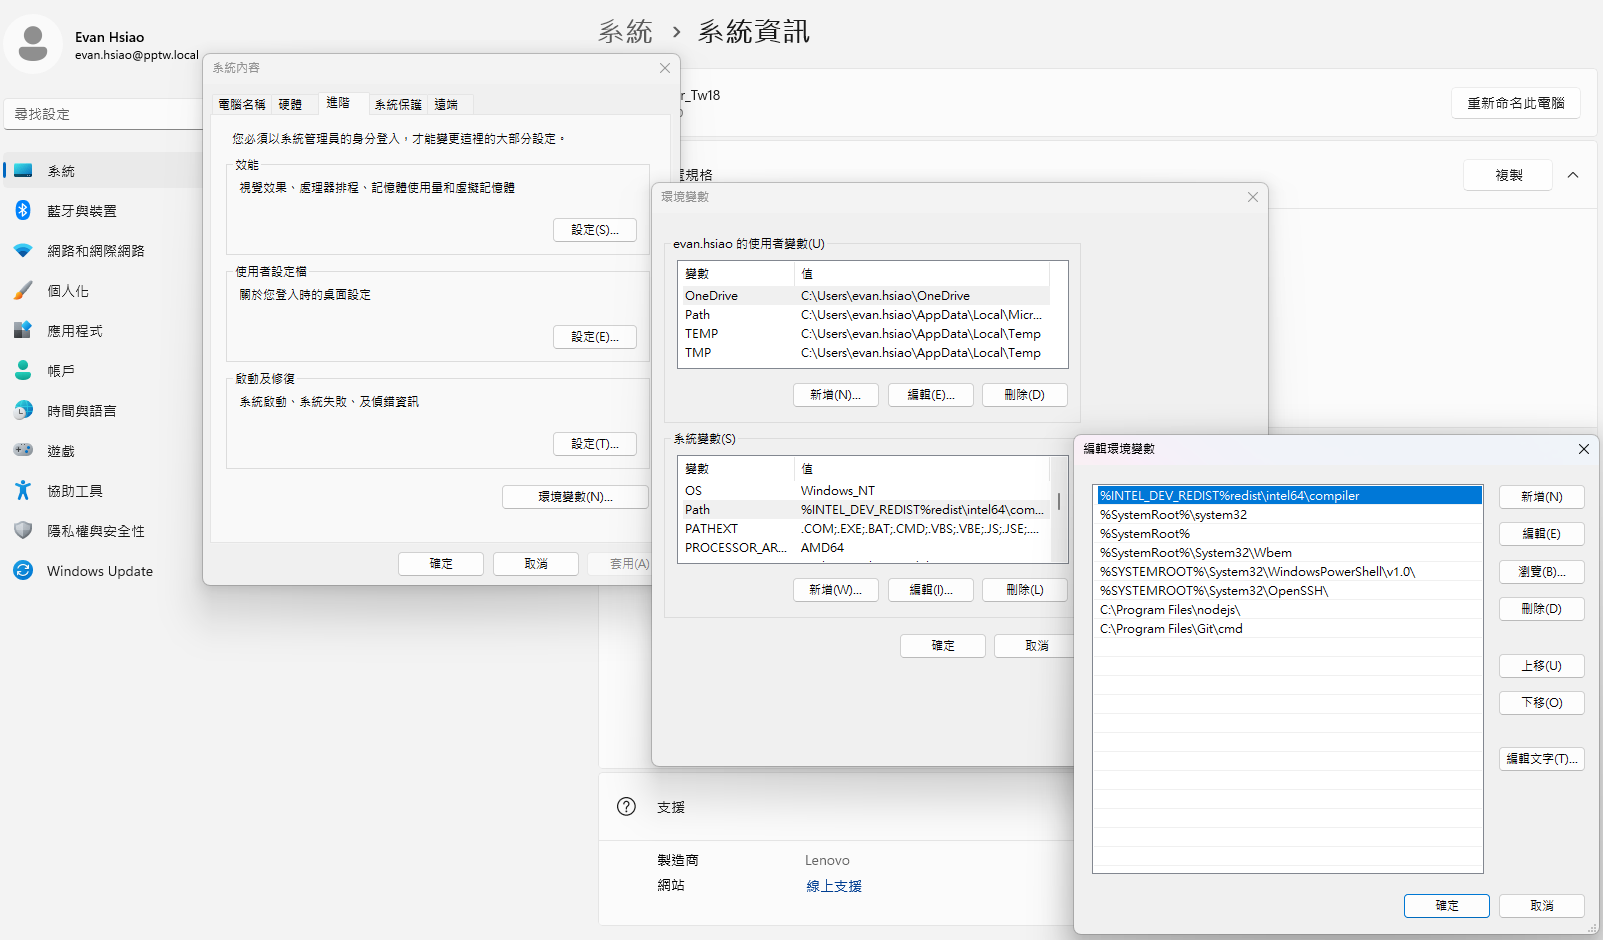 Evan Hsiao
evan.hsiao@pptw.local
尋找設定
系統
藍牙與裝置
網路和網際網路
個人化
應用程式
帳戶
時間與語言
遊戲
協助工具
隱私權與安全性
Windows Update
系統 › 系統資訊
r_Tw18
重新命名此電腦
置規格
複製
支援
製造商 Lenovo
網站 線上支援
系統內容
電腦名稱 硬體 進階 系統保護 遠端
您必須以系統管理員的身分登入，才能變更這裡的大部分設定。
效能
視覺效果、處理器排程、記憶體使用量和虛擬記憶體
設定(S)...
使用者設定檔
關於您登入時的桌面設定
設定(E)...
啟動及修復
系統啟動、系統失敗、及偵錯資訊
設定(T)...
環境變數(N)...
確定 取消 套用(A)
環境變數
evan.hsiao 的使用者變數(U)
變數 值
OneDrive C:\Users\evan.hsiao\OneDrive
Path C:\Users\evan.hsiao\AppData\Local\Micr...
TEMP C:\Users\evan.hsiao\AppData\Local\Temp
TMP C:\Users\evan.hsiao\AppData\Local\Temp
新增(N)... 編輯(E)... 刪除(D)
系統變數(S)
變數 值
OS Windows_NT
Path %INTEL_DEV_REDIST%redist\intel64\com...
PATHEXT .COM;.EXE;.BAT;.CMD;.VBS;.VBE;.JS;.JSE;....
PROCESSOR_AR... AMD64
新增(W)... 編輯(I)... 刪除(L)
確定 取消
編輯環境變數
%INTEL_DEV_REDIST%redist\intel64\compiler
%SystemRoot%\system32
%SystemRoot%
%SystemRoot%\System32\Wbem
%SYSTEMROOT%\System32\WindowsPowerShell\v1.0\
%SYSTEMROOT%\System32\OpenSSH\
C:\Program Files\nodejs\
C:\Program Files\Git\cmd
新增(N)
編輯(E)
瀏覽(B)...
刪除(D)
上移(U)
下移(O)
編輯文字(T)...
確定 取消